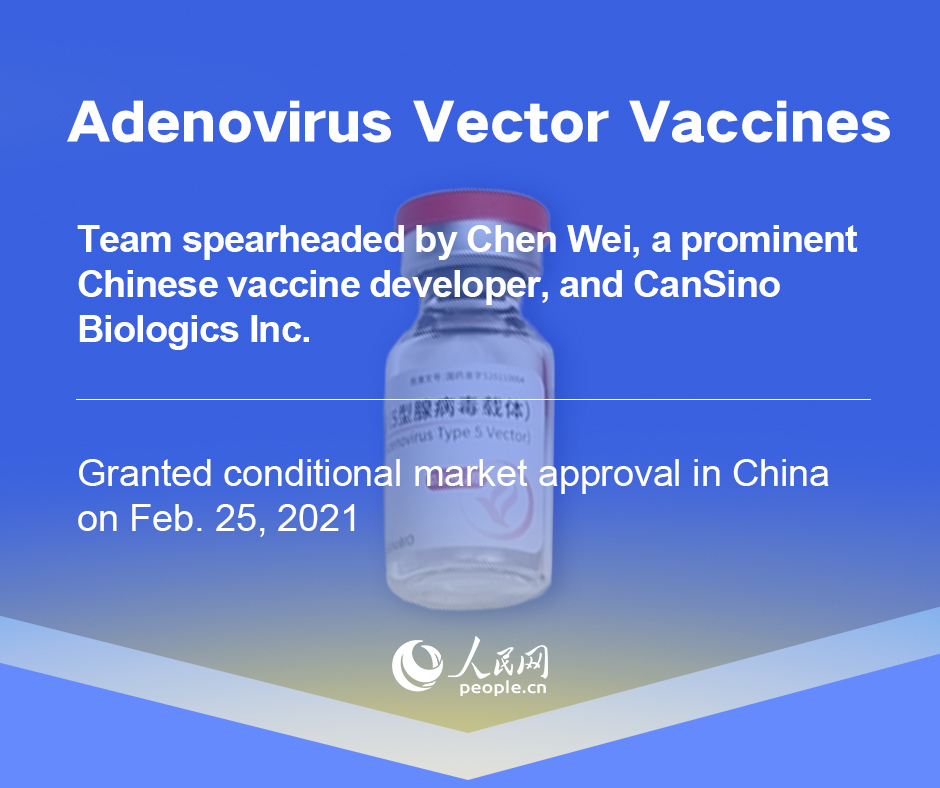 Adenovirus Vector Vaccines
Team spearheaded by Chen Wei, a prominent
Chinese vaccine developer, and CanSino
Biologics Inc.
5型腺病毒载体)
Type 5 Vector)
Granted conditional market approval in China
on Feb. 25, 2021
人民网
people.cn